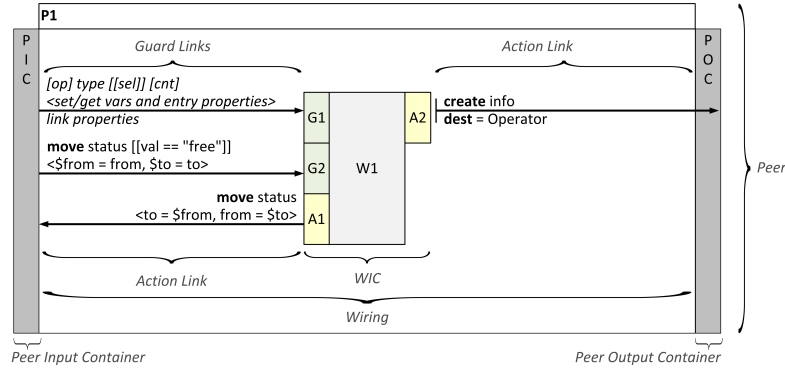 P1
P
I
C
Guard Links
Action Link
P
O
C
[op] type [[sel]] [cnt]
<set/get vars and entry properties>
link properties
G1
A2
create info
dest = Operator
move status [[val == "free"]]
<$from = from, $to = to>
G2
W1
Peer
move status
<to = $from, from = $to>
A1
Action Link
WIC
Wiring
Peer Input Container
Peer Output Container